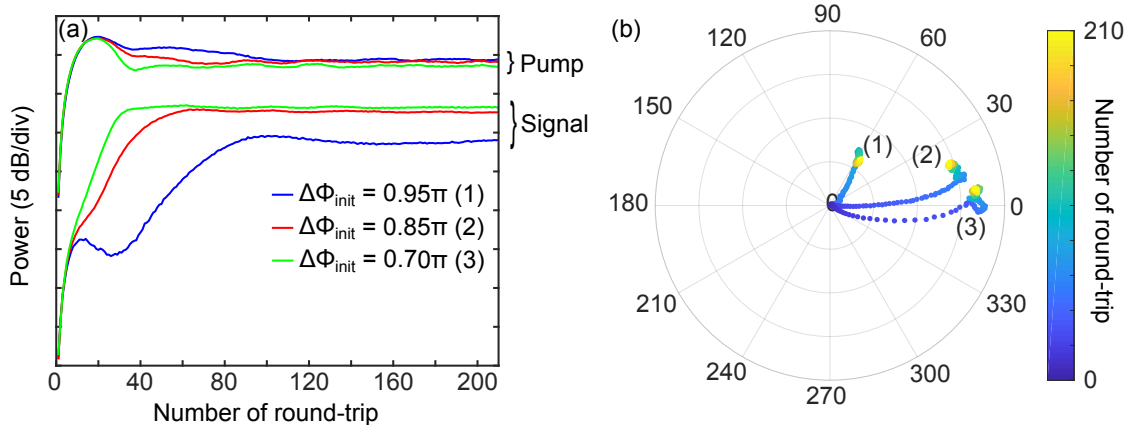 (a)
Power (5 dB/div)
} Pump
} Signal
ΔΦinit = 0.95π (1)
ΔΦinit = 0.85π (2)
ΔΦinit = 0.70π (3)
0 40 80 120 160 200
Number of round-trip
(b)
90
120 60
150 30
180 0 0
210 330
240 300
270
(1)
(2)
(3)
210
Number of round-trip
0